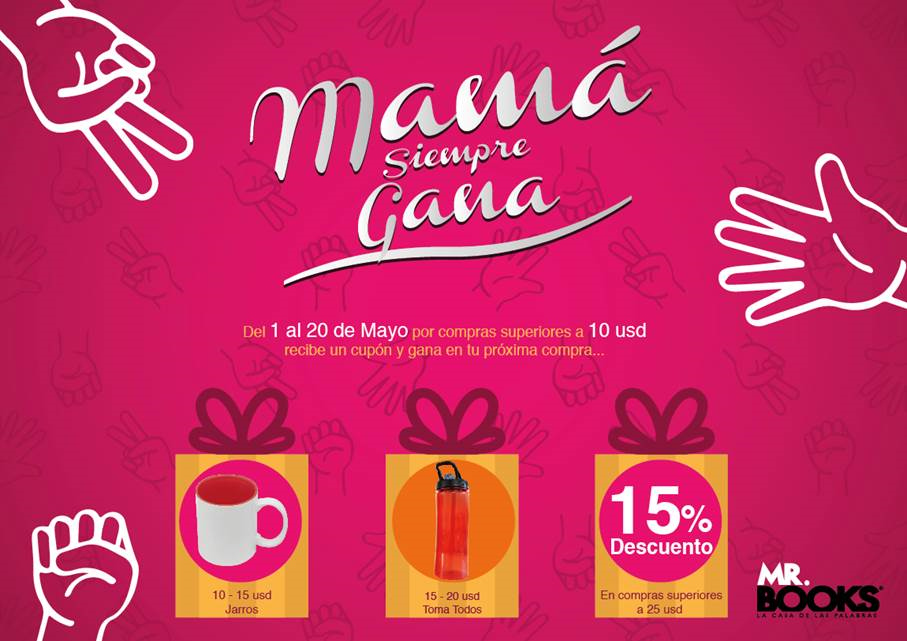 Mamá
Siempre
Gana
Del 1 al 20 de Mayo por compras superiores a 10 usd
recibe un cupón y gana en tu próxima compra...
10 - 15 usd
Jarros
15 - 20 usd
Toma Todos
15%
Descuento
En compras superiores
a 25 usd
MR.
BOOKS
LA CASA DE LAS PALABRAS